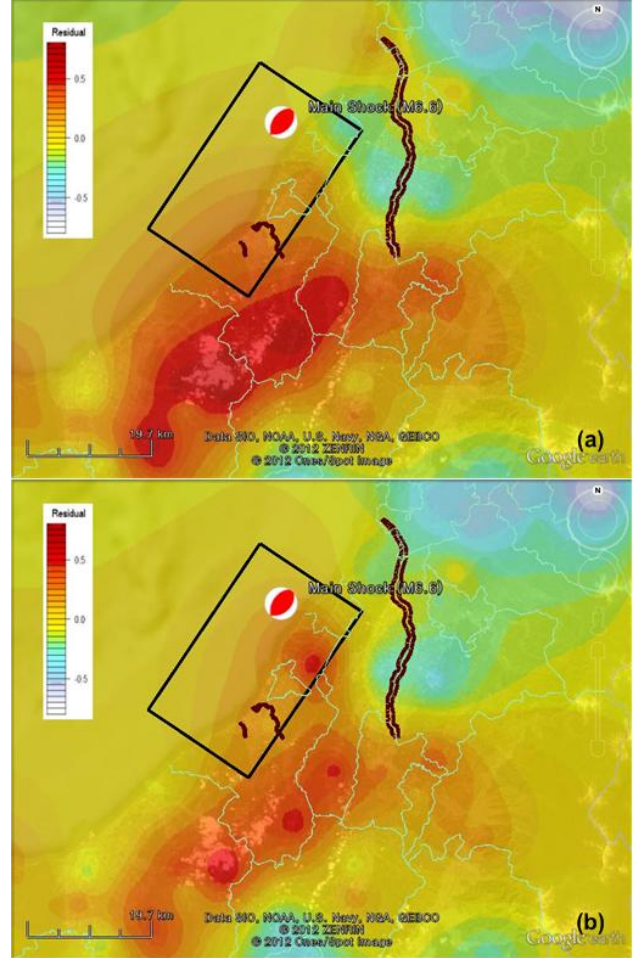 N
Residual
0.5
0.0
-0.5
Main Shock (M6.6)
19.7 km
Data SIO, NOAA, U.S. Navy, NGA, GEBCO
© 2012 ZENRIN
© 2012 Cnes/Spot Image
(a)
Google earth
N
Residual
0.5
0.0
-0.5
Main Shock (M6.6)
19.7 km
Data SIO, NOAA, U.S. Navy, NGA, GEBCO
© 2012 ZENRIN
© 2012 Cnes/Spot Image
(b)
Google earth